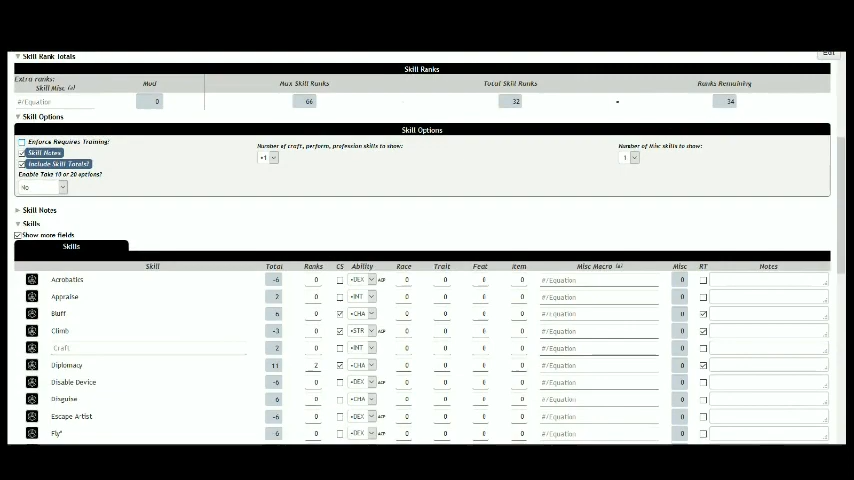 Edit
▼ Skill Rank Totals
Skill Ranks
Extra ranks: Skill Misc Mod Max Skill Ranks Total Skill Ranks Ranks Remaining
#/Equation 0 66 - 32 = 34
▼ Skill Options
Skill Options
Enforce Requires Training?
Skill Notes
Include Skill Totals?
Enable Take 10 or 20 options?
No
Number of craft, perform, profession skills to show:
Number of Misc skills to show:
1
► Skill Notes
▼ Skills
Show more fields
Skills
Skill Total Ranks CS Ability Race Trait Feat Item Misc Macro Misc RT Notes
Acrobatics -6 0 DEX ACP 0 0 0 0 #/Equation 0
Appraise 2 0 INT 0 0 0 0 #/Equation 0
Bluff 6 0 CHA 0 0 0 0 #/Equation 0
Climb -3 0 STR ACP 0 0 0 0 #/Equation 0
Craft 2 0 INT 0 0 0 0 #/Equation 0
Diplomacy 11 2 CHA 0 0 0 0 #/Equation 0
Disable Device -6 0 DEX ACP 0 0 0 0 #/Equation 0
Disguise 6 0 CHA 0 0 0 0 #/Equation 0
Escape Artist -6 0 DEX ACP 0 0 0 0 #/Equation 0
Fly* 6 0 DEX ACP 0 0 0 0 #/Equation 0